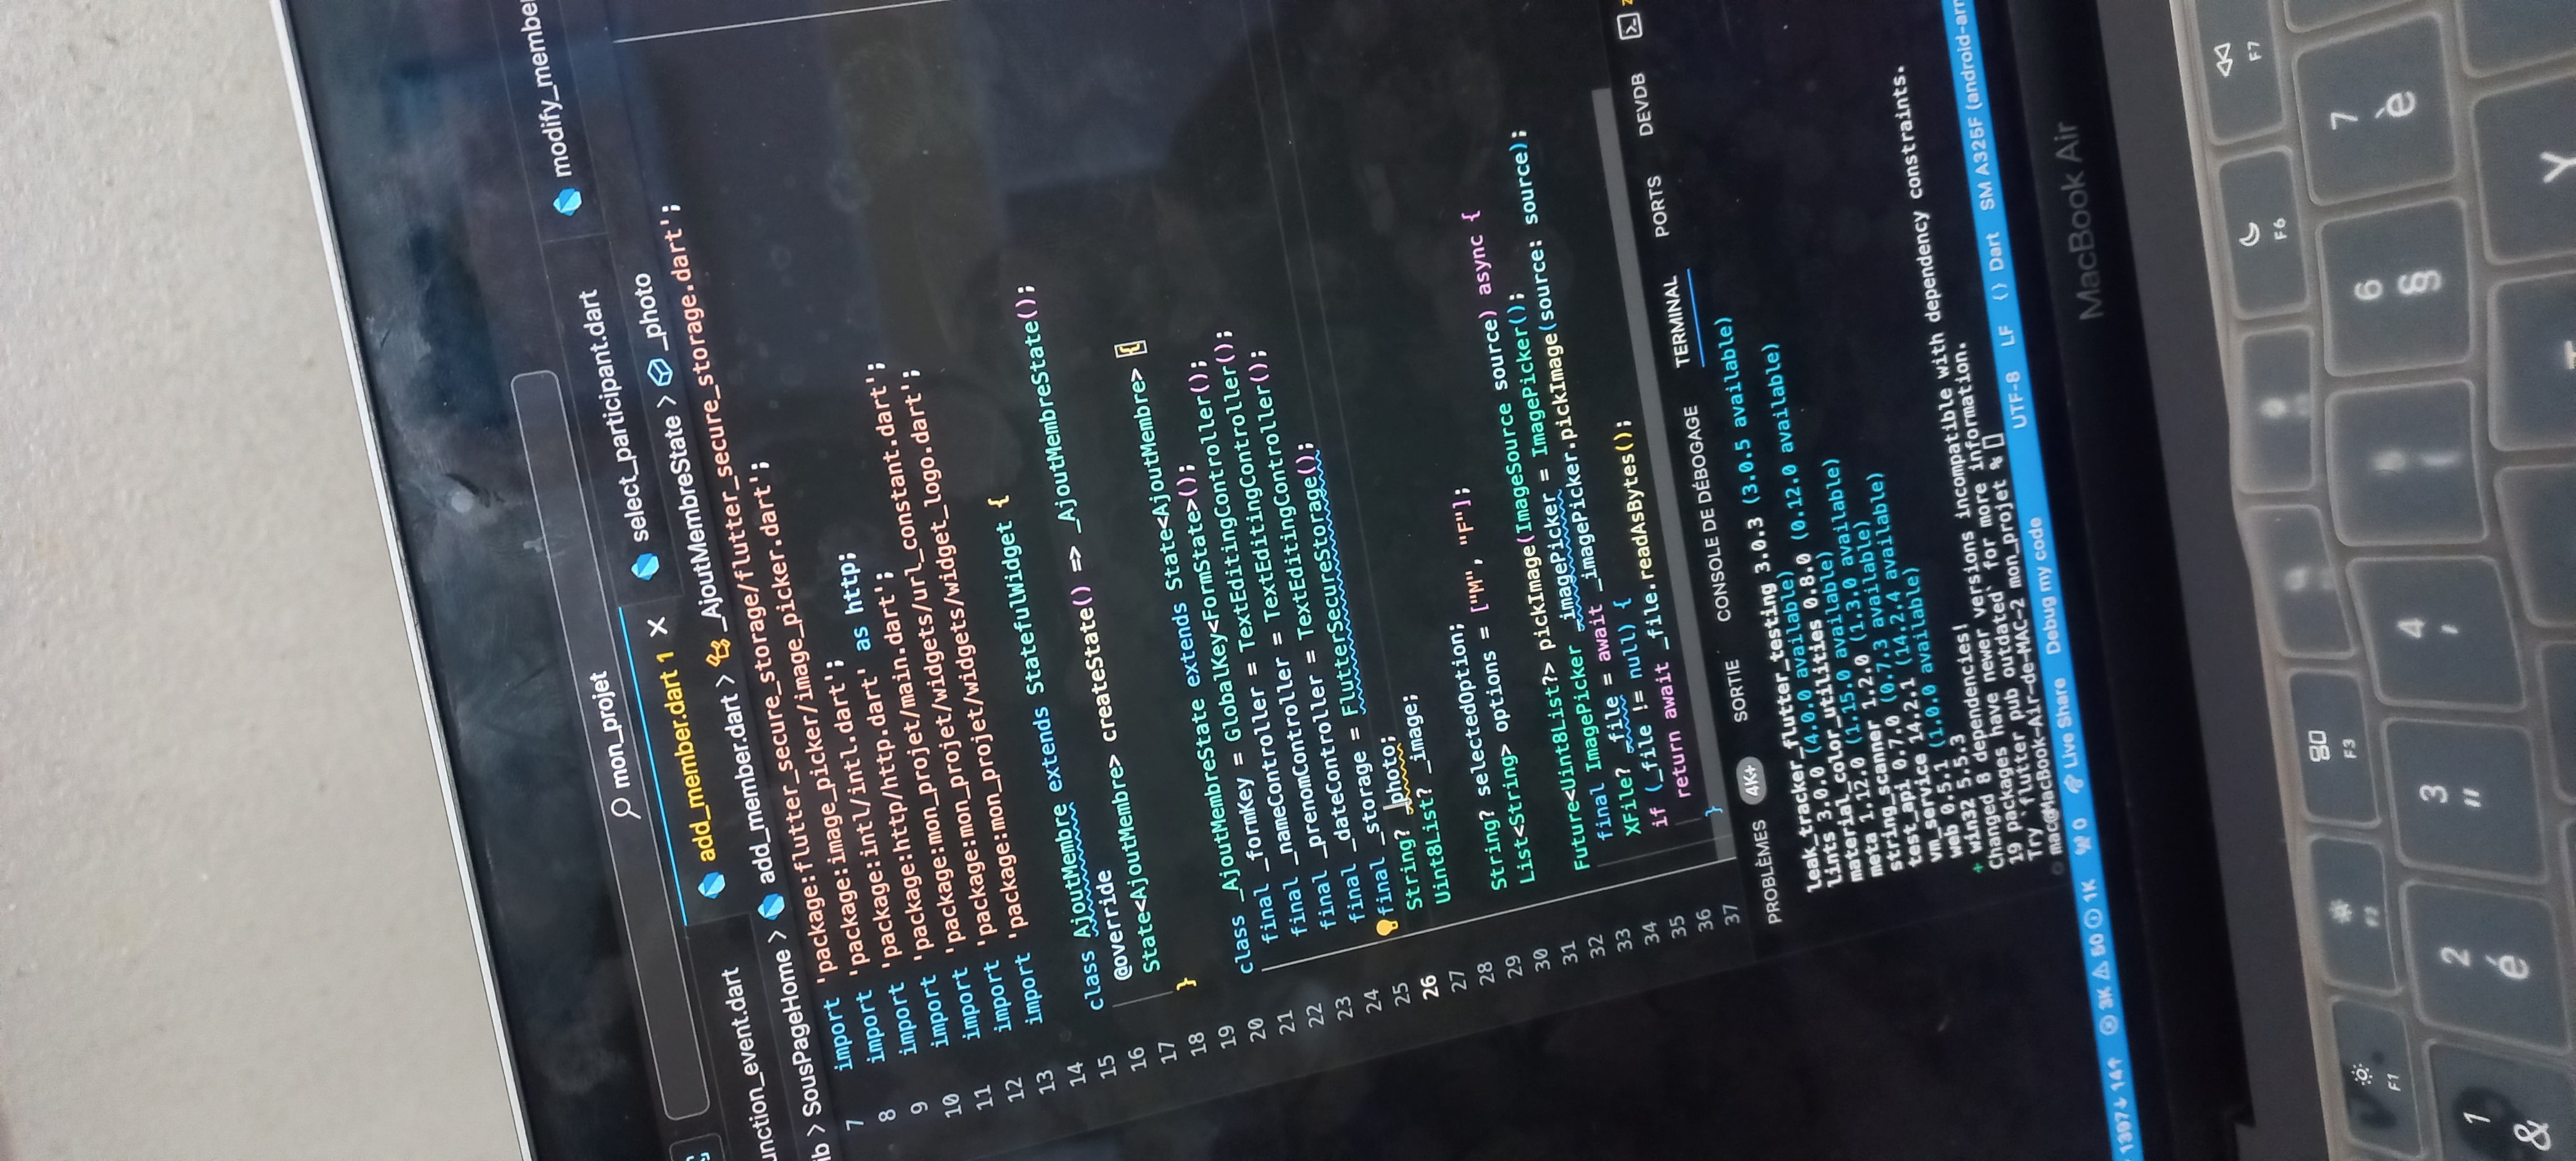 mon_projet
unction_event.dart
add_member.dart 1
select_participant.dart
modify_member
ib > SousPageHome > add_member.dart > _AjoutMembreState > _photo
7 import 'package:flutter_secure_storage/flutter_secure_storage.dart';
8 import 'package:image_picker/image_picker.dart';
9 import 'package:intl/intl.dart';
10 import 'package:http/http.dart' as http;
11 import 'package:mon_projet/main.dart';
12 import 'package:mon_projet/widgets/url_constant.dart';
13 import 'package:mon_projet/widgets/widget_logo.dart';
14
15 class AjoutMembre extends StatefulWidget {
16 @override
17 State<AjoutMembre> createState() => _AjoutMembreState();
18 }
19
20 class _AjoutMembreState extends State<AjoutMembre> {
21 final _formKey = GlobalKey<FormState>();
22 final _nameController = TextEditingController();
23 final _prenomController = TextEditingController();
24 final _dateController = TextEditingController();
25 final _storage = FlutterSecureStorage();
26 String? _photo;
27 Uint8List? _image;
28
29 String? selectedOption;
30 List<String> options = ["M", "F"];
31
32 Future<Uint8List?> pickImage(ImageSource source) async {
33 final ImagePicker _imagePicker = ImagePicker();
34 XFile? _file = await _imagePicker.pickImage(source: source);
35 if (_file != null) {
36 return await _file.readAsBytes();
37 }
PROBLÈMES 4K+ SORTIE CONSOLE DE DÉBOGAGE TERMINAL PORTS DEVDB
leak_tracker_flutter_testing 3.0.3 (3.0.5 available)
lints 3.0.0 (4.0.0 available)
material_color_utilities 0.8.0 (0.12.0 available)
meta 1.12.0 (1.15.0 available)
string_scanner 1.2.0 (1.3.0 available)
test_api 0.7.0 (0.7.3 available)
vm_service 14.2.1 (14.2.4 available)
web 0.5.1 (1.0.0 available)
+ win32 5.5.3
Changed 8 dependencies!
19 packages have newer versions incompatible with dependency constraints.
Try `flutter pub outdated` for more information.
mac@MacBook-Air-de-MAC-2 mon_projet %
1397↓ 14↑ 3K 50 1K 0 Live Share Debug my code UTF-8 LF {} Dart SM A325F (android-arm
MacBook Air
F1
F2
F3
F6
F7
1
&
2
é
3
"
4
'
(
6
§
7
è
Y